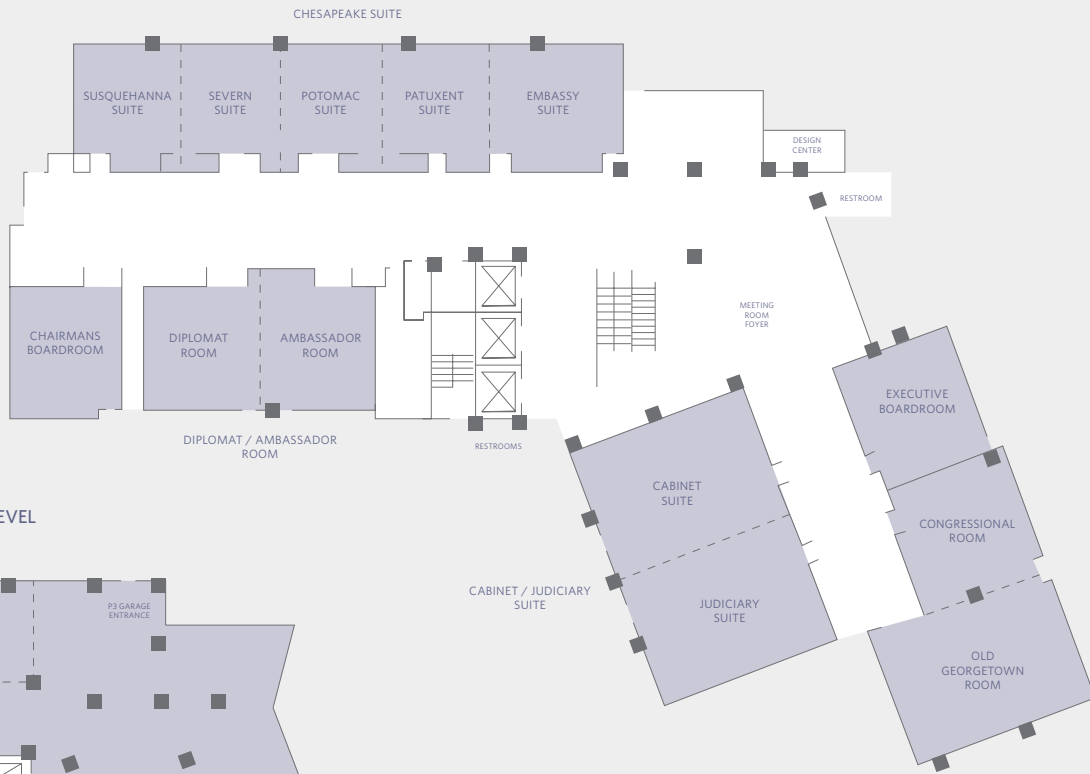 CHESAPEAKE SUITE
SUSQUEHANNA
SUITE
SEVERN
SUITE
POTOMAC
SUITE
PATUXENT
SUITE
EMBASSY
SUITE
DESIGN
CENTER
RESTROOM
MEETING
ROOM
FOYER
CHAIRMANS
BOARDROOM
DIPLOMAT
ROOM
AMBASSADOR
ROOM
DIPLOMAT / AMBASSADOR
ROOM
RESTROOMS
EXECUTIVE
BOARDROOM
CABINET
SUITE
CONGRESSIONAL
ROOM
CABINET / JUDICIARY
SUITE
JUDICIARY
SUITE
OLD
GEORGETOWN
ROOM
EVEL
P3 GARAGE
ENTRANCE